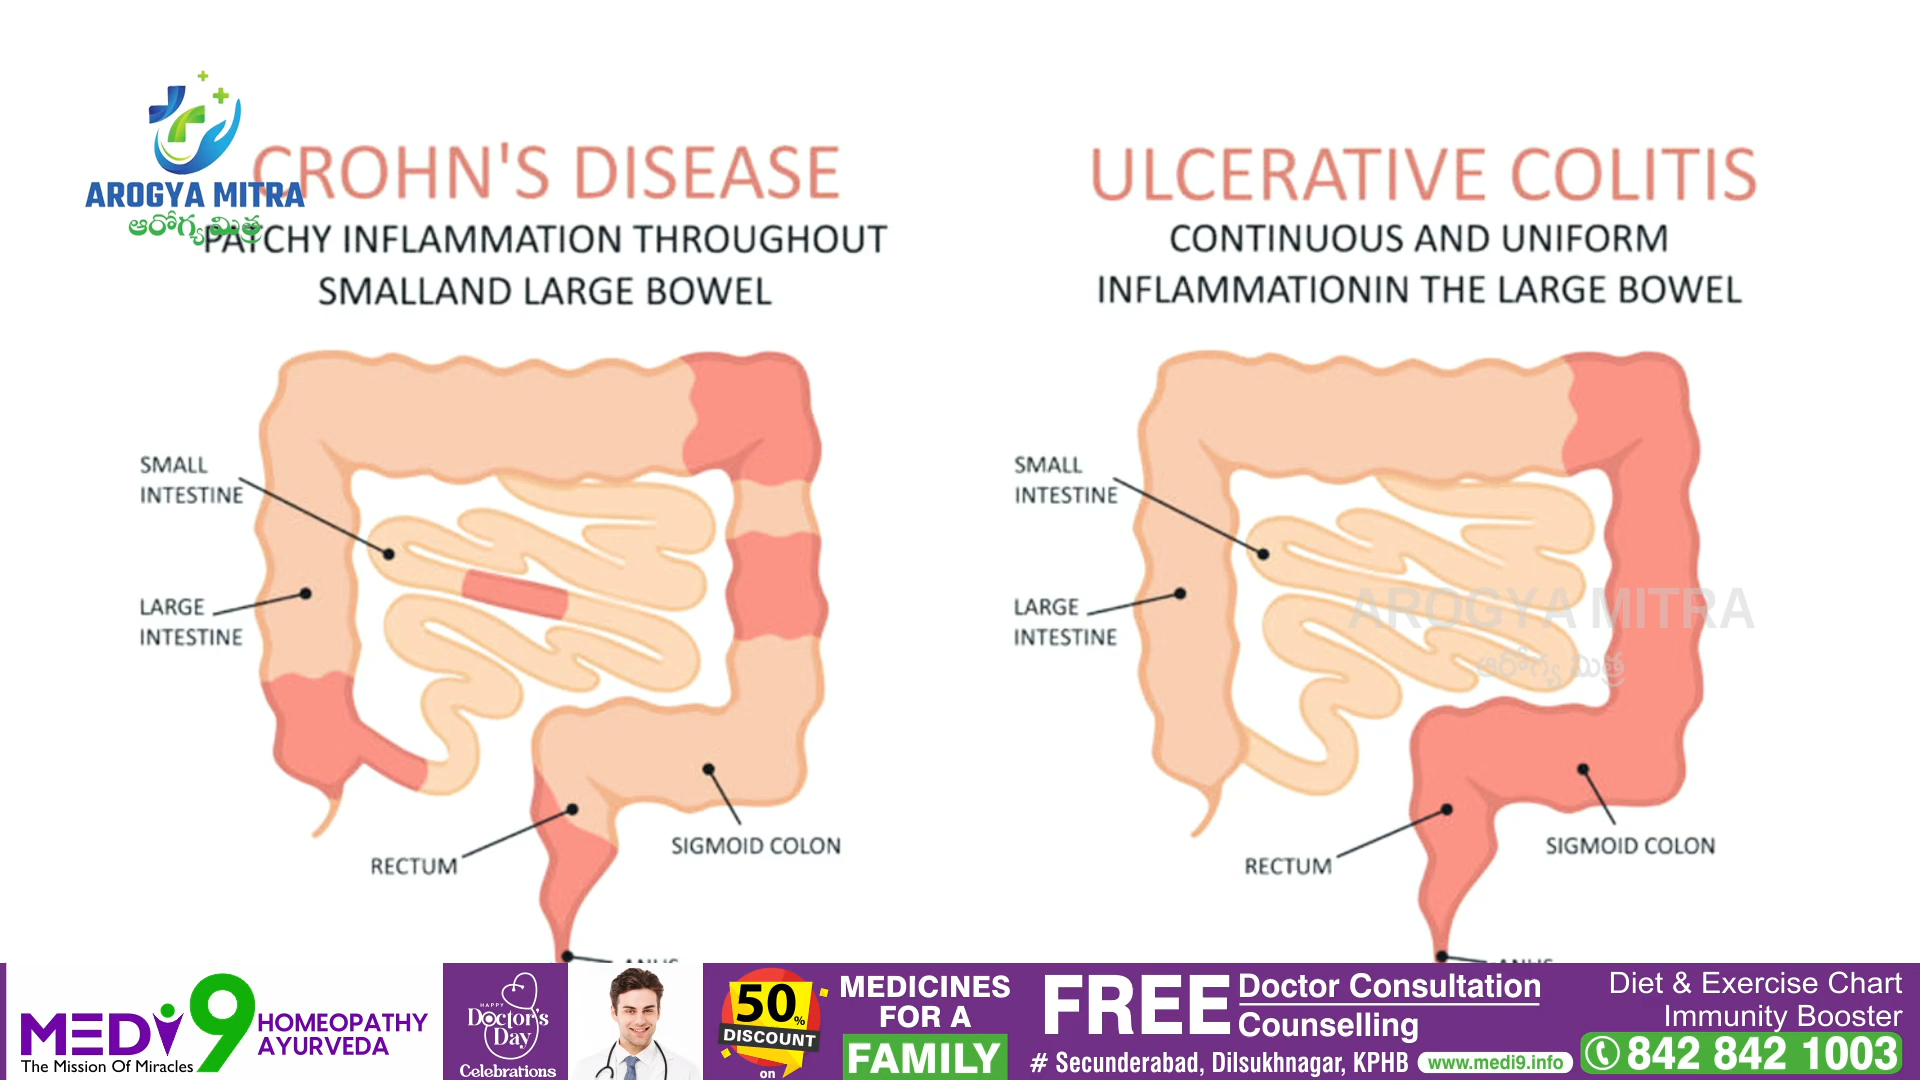 AROGYA MITRA
ఆరోగ్య మిత్ర
CROHN'S DISEASE
PATCHY INFLAMMATION THROUGHOUT
SMALLAND LARGE BOWEL
SMALL
INTESTINE
LARGE
INTESTINE
RECTUM
SIGMOID COLON
ANUS
ULCERATIVE COLITIS
CONTINUOUS AND UNIFORM
INFLAMMATIONIN THE LARGE BOWEL
SMALL
INTESTINE
LARGE
INTESTINE
AROGYA MITRA
ఆరోగ్య మిత్ర
RECTUM
SIGMOID COLON
ANUS
MEDi9
HOMEOPATHY
AYURVEDA
The Mission Of Miracles
HAPPY
Doctor's
Day
Celebrations
50%
DISCOUNT
on
MEDICINES
FOR A
FAMILY
FREE
Doctor Consultation
Counselling
# Secunderabad, Dilsukhnagar, KPHB
www.medi9.info
Diet & Exercise Chart
Immunity Booster
842 842 1003